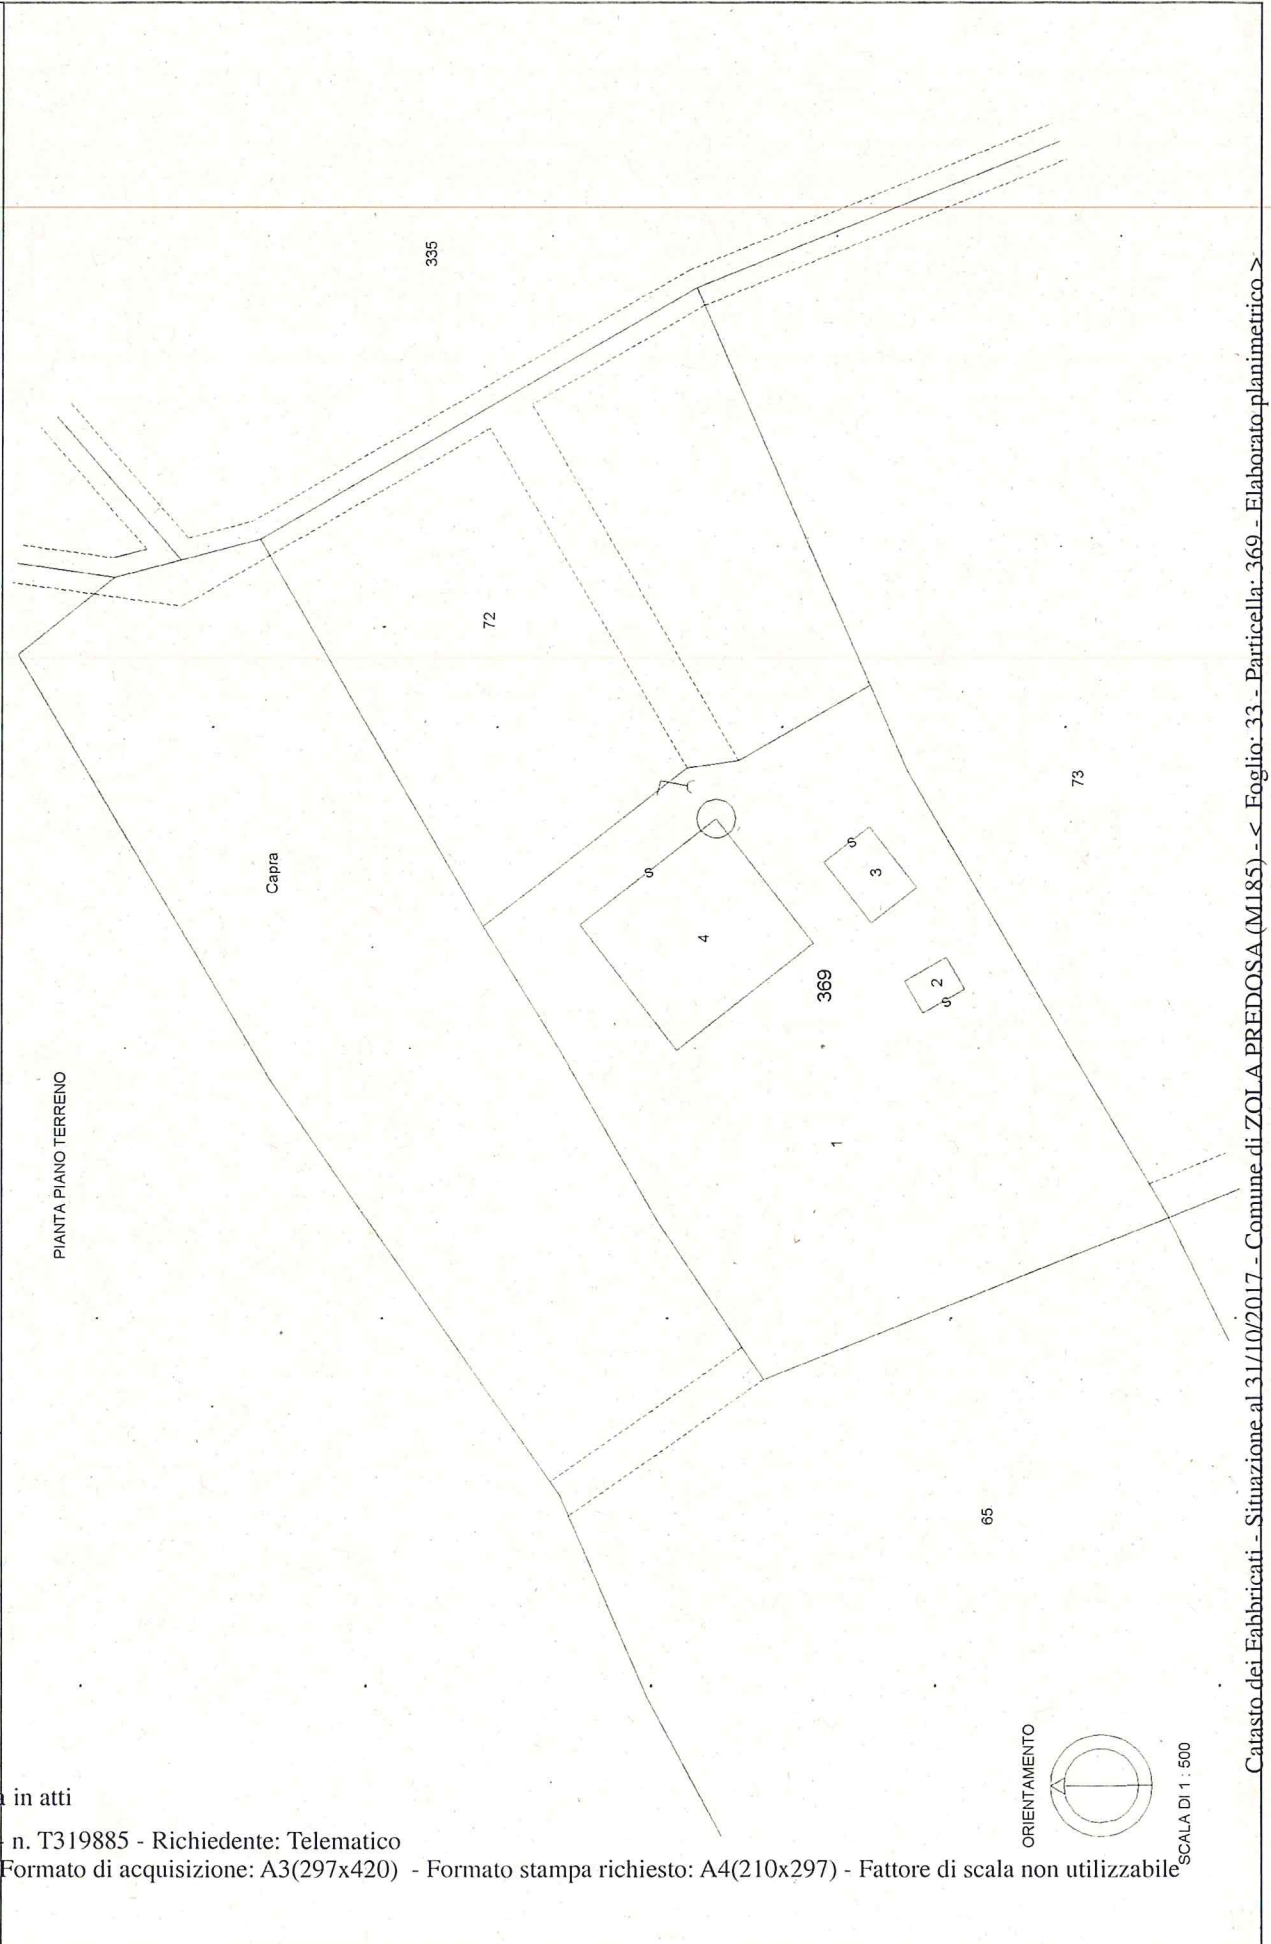 PIANTA PIANO TERRENO
335
72
Capra
73
S
S
3
4
369
2
S
1
65
ORIENTAMENTO
SCALA DI 1 : 500
in atti
n. T319885 - Richiedente: Telematico
Formato di acquisizione: A3(297x420) - Formato stampa richiesto: A4(210x297) - Fattore di scala non utilizzabile
Catasto dei Fabbricati - Situazione al 31/10/2017 - Comune di ZOLA PREDOSA (M185) - < Foglio: 33 - Particella: 369 - Elaborato planimetrico >